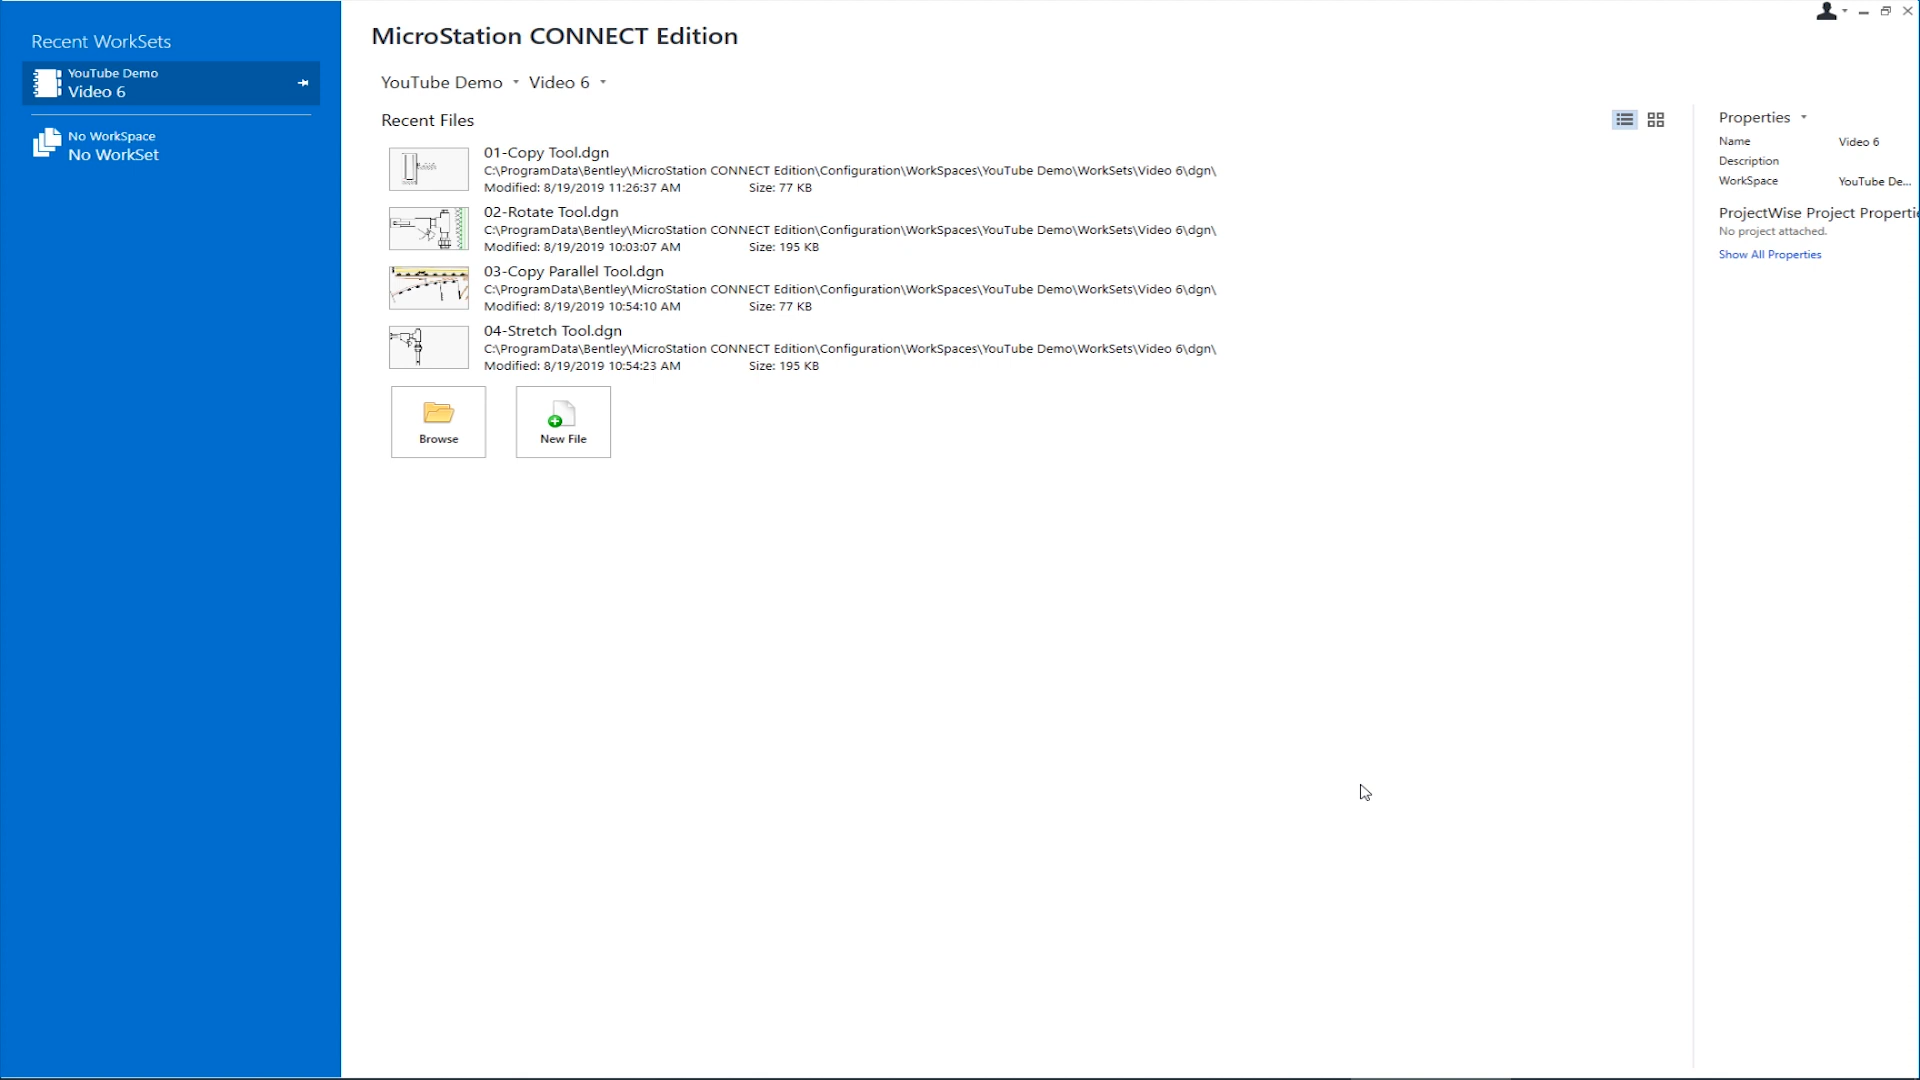 Recent WorkSets
YouTube Demo
Video 6
No WorkSpace
No WorkSet
MicroStation CONNECT Edition
YouTube Demo Video 6
Recent Files
01-Copy Tool.dgn
C:\ProgramData\Bentley\MicroStation CONNECT Edition\Configuration\WorkSpaces\YouTube Demo\WorkSets\Video 6\dgn\
Modified: 8/19/2019 11:26:37 AM Size: 77 KB
02-Rotate Tool.dgn
C:\ProgramData\Bentley\MicroStation CONNECT Edition\Configuration\WorkSpaces\YouTube Demo\WorkSets\Video 6\dgn\
Modified: 8/19/2019 10:03:07 AM Size: 195 KB
03-Copy Parallel Tool.dgn
C:\ProgramData\Bentley\MicroStation CONNECT Edition\Configuration\WorkSpaces\YouTube Demo\WorkSets\Video 6\dgn\
Modified: 8/19/2019 10:54:10 AM Size: 77 KB
04-Stretch Tool.dgn
C:\ProgramData\Bentley\MicroStation CONNECT Edition\Configuration\WorkSpaces\YouTube Demo\WorkSets\Video 6\dgn\
Modified: 8/19/2019 10:54:23 AM Size: 195 KB
Browse
New File
Properties
Name Video 6
Description
WorkSpace YouTube De...
ProjectWise Project Properti
No project attached.
Show All Properties